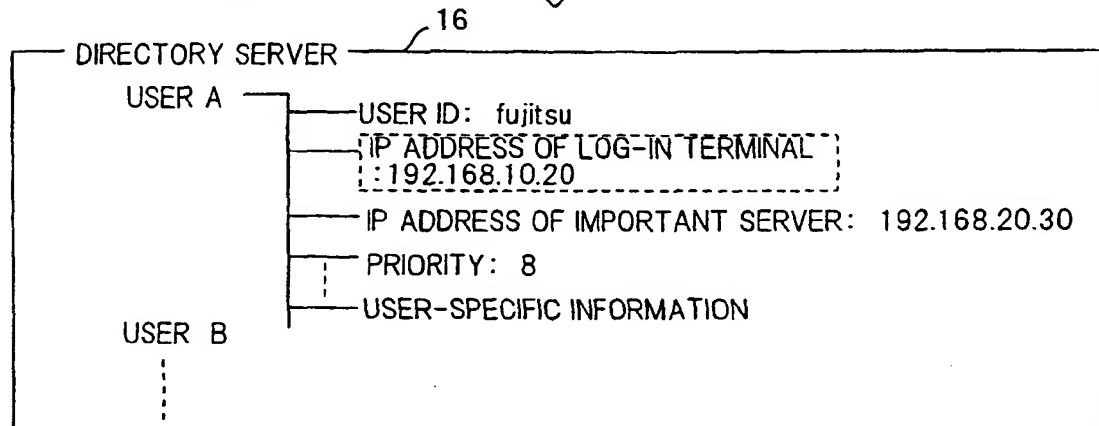 16
DIRECTORY SERVER
USER A
USER ID: fujitsu
IP ADDRESS OF LOG-IN TERMINAL
:192.168.10.20
IP ADDRESS OF IMPORTANT SERVER: 192.168.20.30
PRIORITY: 8
USER-SPECIFIC INFORMATION
USER B